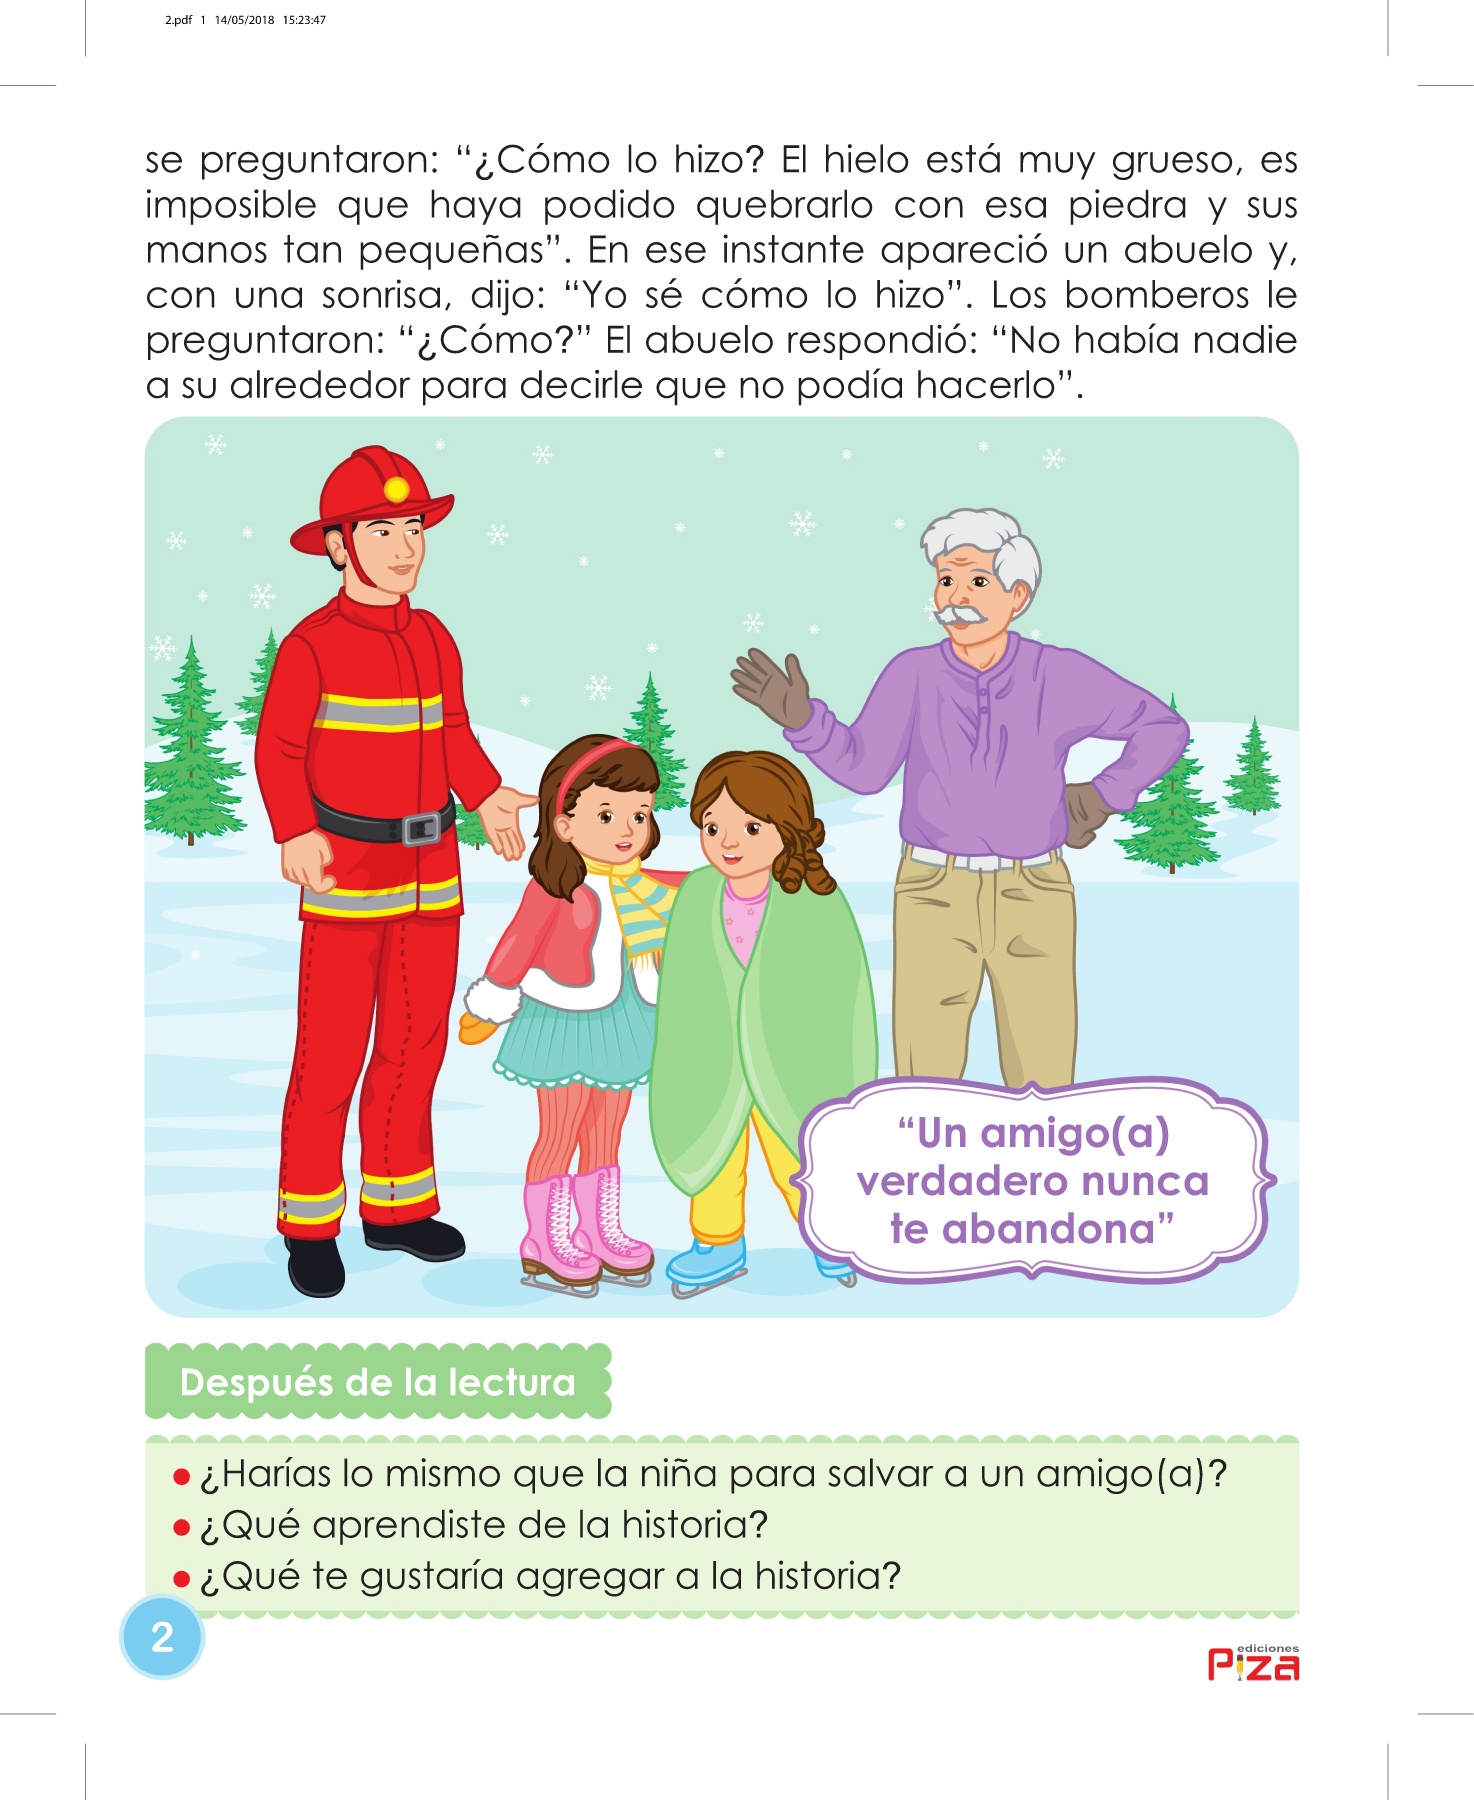 2.pdf 1 14/05/2018 15:23:47
se preguntaron: “¿Cómo lo hizo? El hielo está muy grueso, es
imposible que haya podido quebrarlo con esa piedra y sus
manos tan pequeñas”. En ese instante apareció un abuelo y,
con una sonrisa, dijo: “Yo sé cómo lo hizo”. Los bomberos le
preguntaron: “¿Cómo?” El abuelo respondió: “No había nadie
a su alrededor para decirle que no podía hacerlo”.
“Un amigo(a)
verdadero nunca
te abandona”
Después de la lectura
● ¿Harías lo mismo que la niña para salvar a un amigo(a)?
● ¿Qué aprendiste de la historia?
● ¿Qué te gustaría agregar a la historia?
2
ediciones
Piza